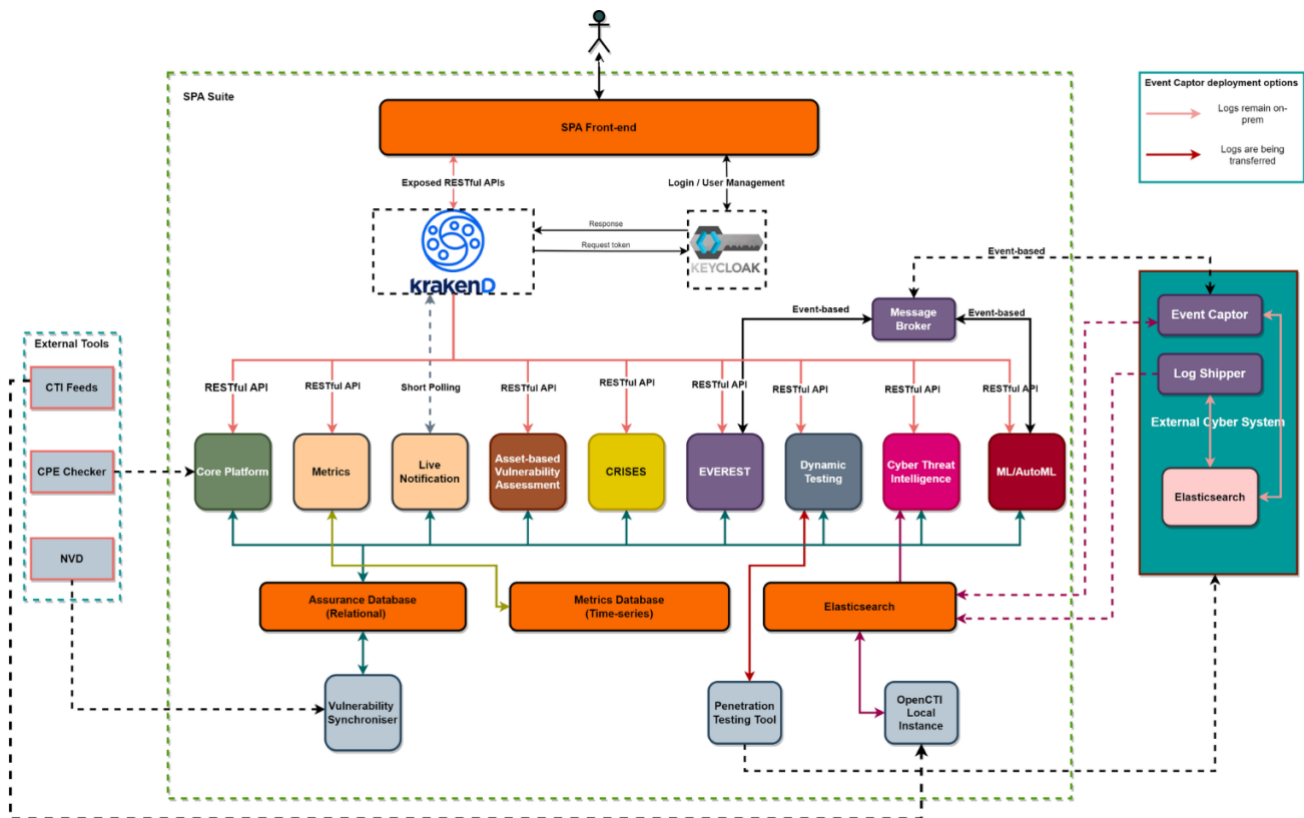 SPA Suite
SPA Front-end
Event Captor deployment options
Logs remain on-
prem
Logs are being
transferred
Exposed RESTful APIs
Login / User Management
krakenD
Response
Request token
KEYCLOAK
Event-based
Event-based
Message
Broker
Event-based
External Tools
CTI Feeds
CPE Checker
NVD
RESTful API
RESTful API
Short Polling
RESTful API
RESTful API
RESTful API
RESTful API
RESTful API
RESTful API
Core Platform
Metrics
Live
Notification
Asset-based
Vulnerability
Assessment
CRISES
EVEREST
Dynamic
Testing
Cyber Threat
Intelligence
ML/AutoML
Event Captor
Log Shipper
External Cyber System
Elasticsearch
Assurance Database
(Relational)
Metrics Database
(Time-series)
Elasticsearch
Vulnerability
Synchroniser
Penetration
Testing Tool
OpenCTI
Local
Instance